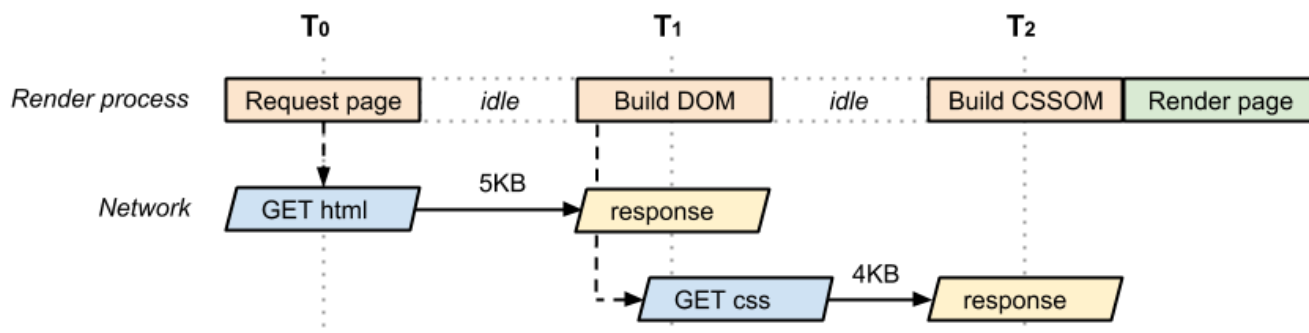 T0 T1 T2
Render process Request page idle Build DOM idle Build CSSOM Render page
5KB
Network GET html response
4KB
GET css response